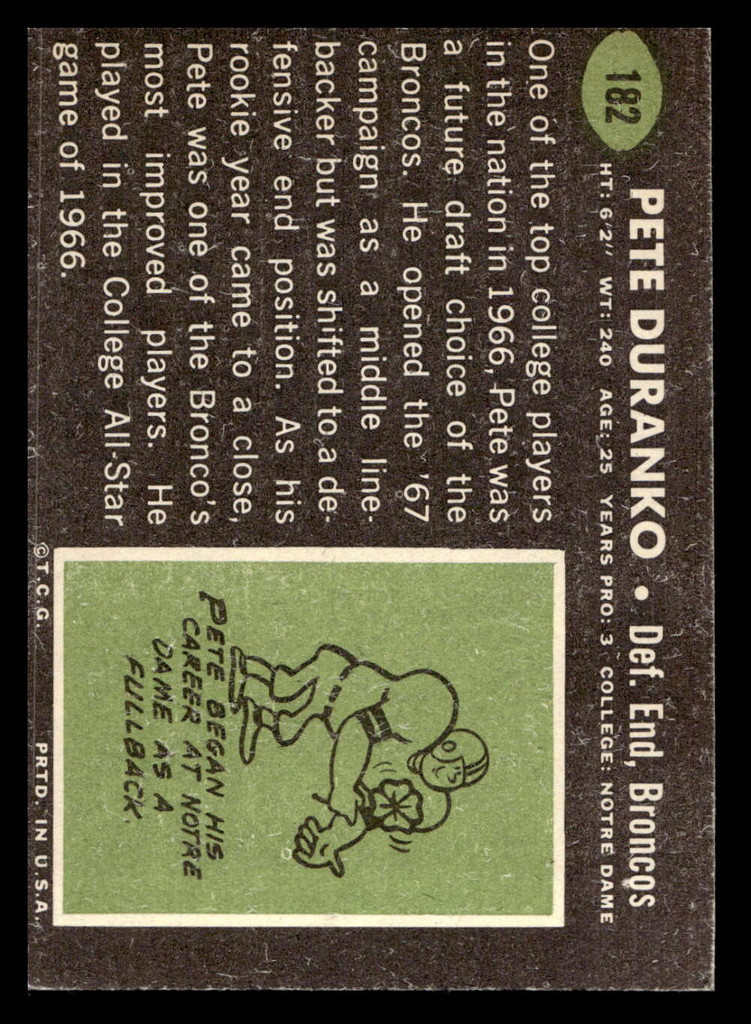 182
PETE DURANKO • Def. End, Broncos
HT: 6'2" WT: 240 AGE: 25 YEARS PRO: 3 COLLEGE: NOTRE DAME
One of the top college players
in the nation in 1966, Pete was
a future draft choice of the
Broncos. He opened the '67
campaign as a middle line-
backer but was shifted to a de-
fensive end position. As his
rookie year came to a close,
Pete was one of the Bronco's
most improved players. He
played in the College All-Star
game of 1966.
PETE BEGAN HIS
CAREER AT NOTRE
DAME AS A
FULLBACK.
©T.C.G. PRTD. IN U.S.A.